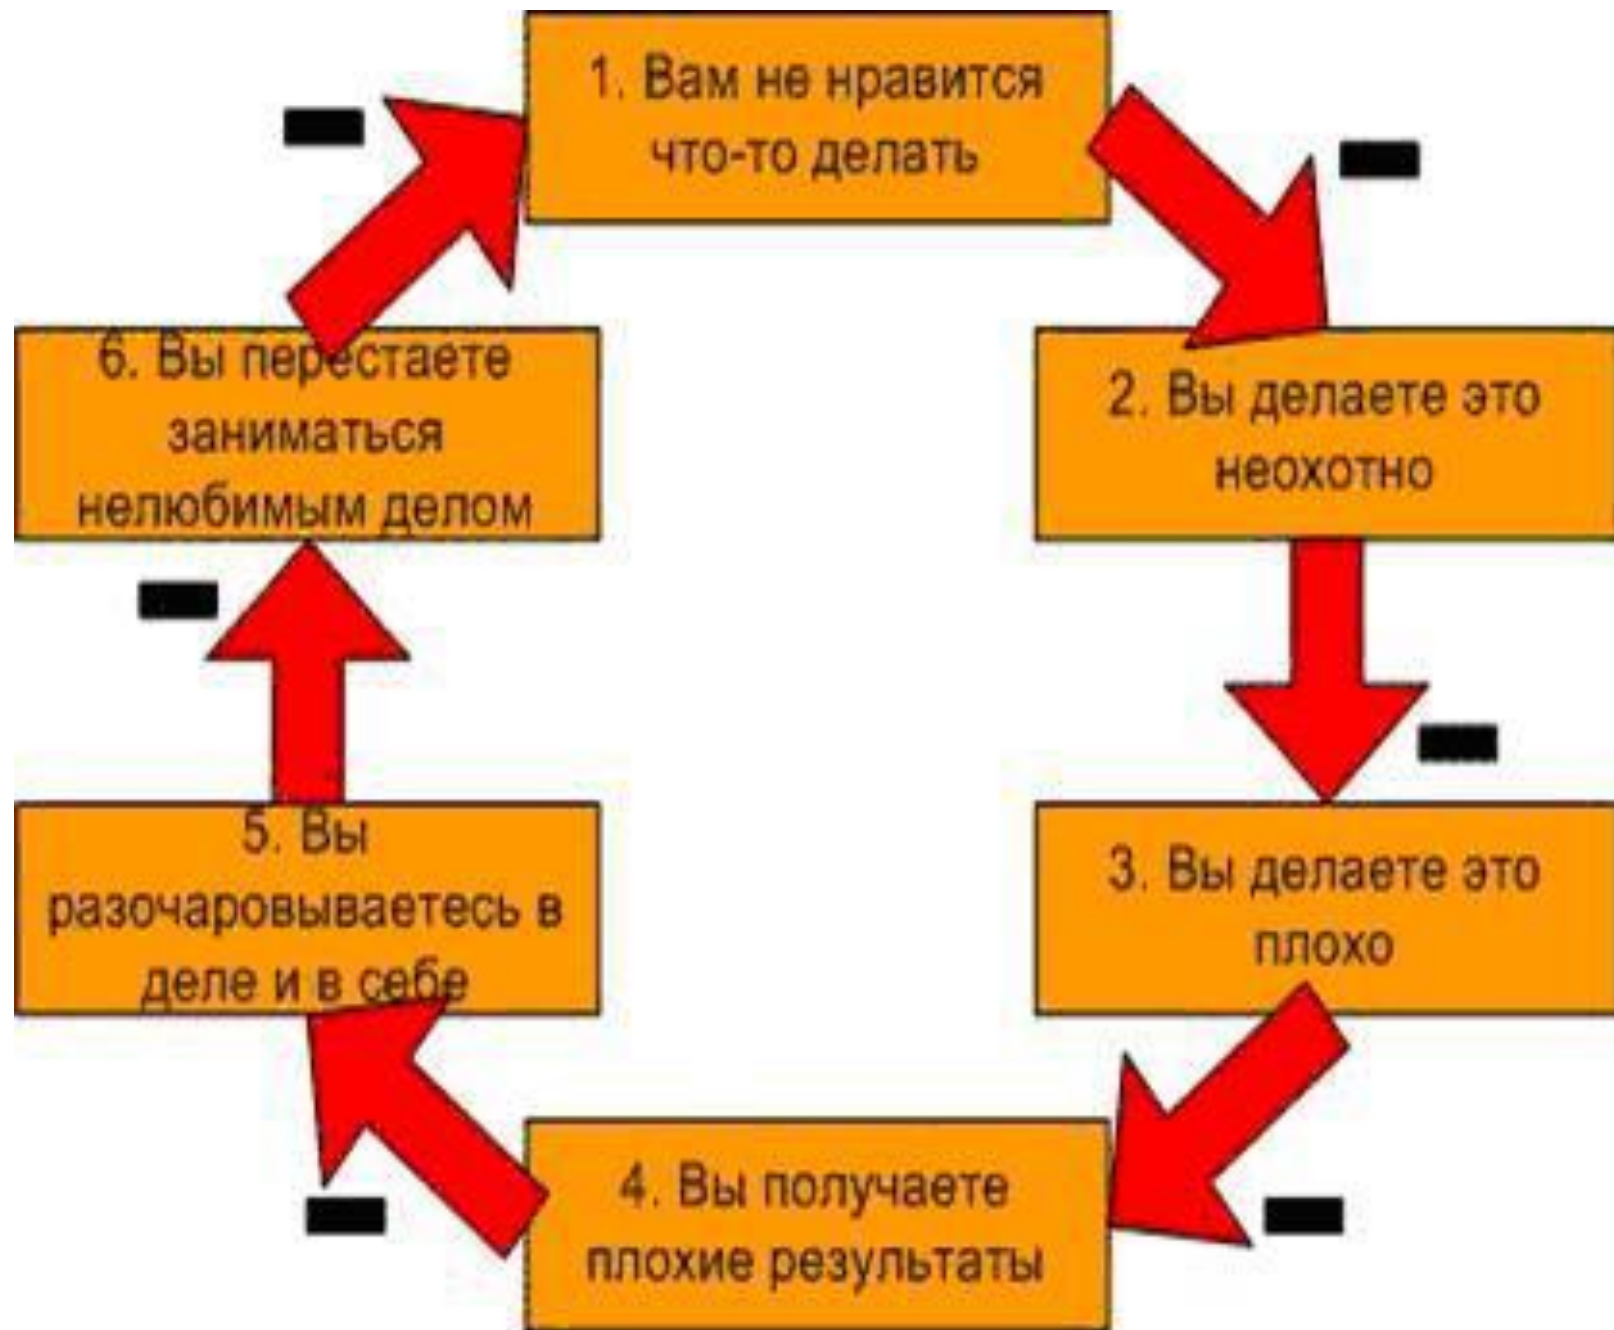 1. Вам не нравится
что-то делать
2. Вы делаете это
неохотно
3. Вы делаете это
плохо
4. Вы получаете
плохие результаты
5. Вы
разочаровываетесь в
деле и в себе
6. Вы перестаете
заниматься
нелюбимым делом